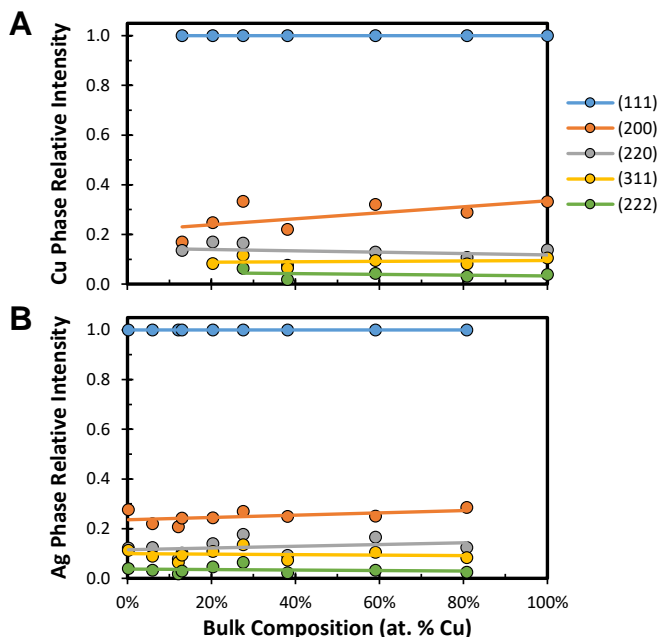 A
Cu Phase Relative Intensity
1.0
0.8
0.6
0.4
0.2
0.0
(111)
(200)
(220)
(311)
(222)
B
Ag Phase Relative Intensity
1.0
0.8
0.6
0.4
0.2
0.0
0% 20% 40% 60% 80% 100%
Bulk Composition (at. % Cu)